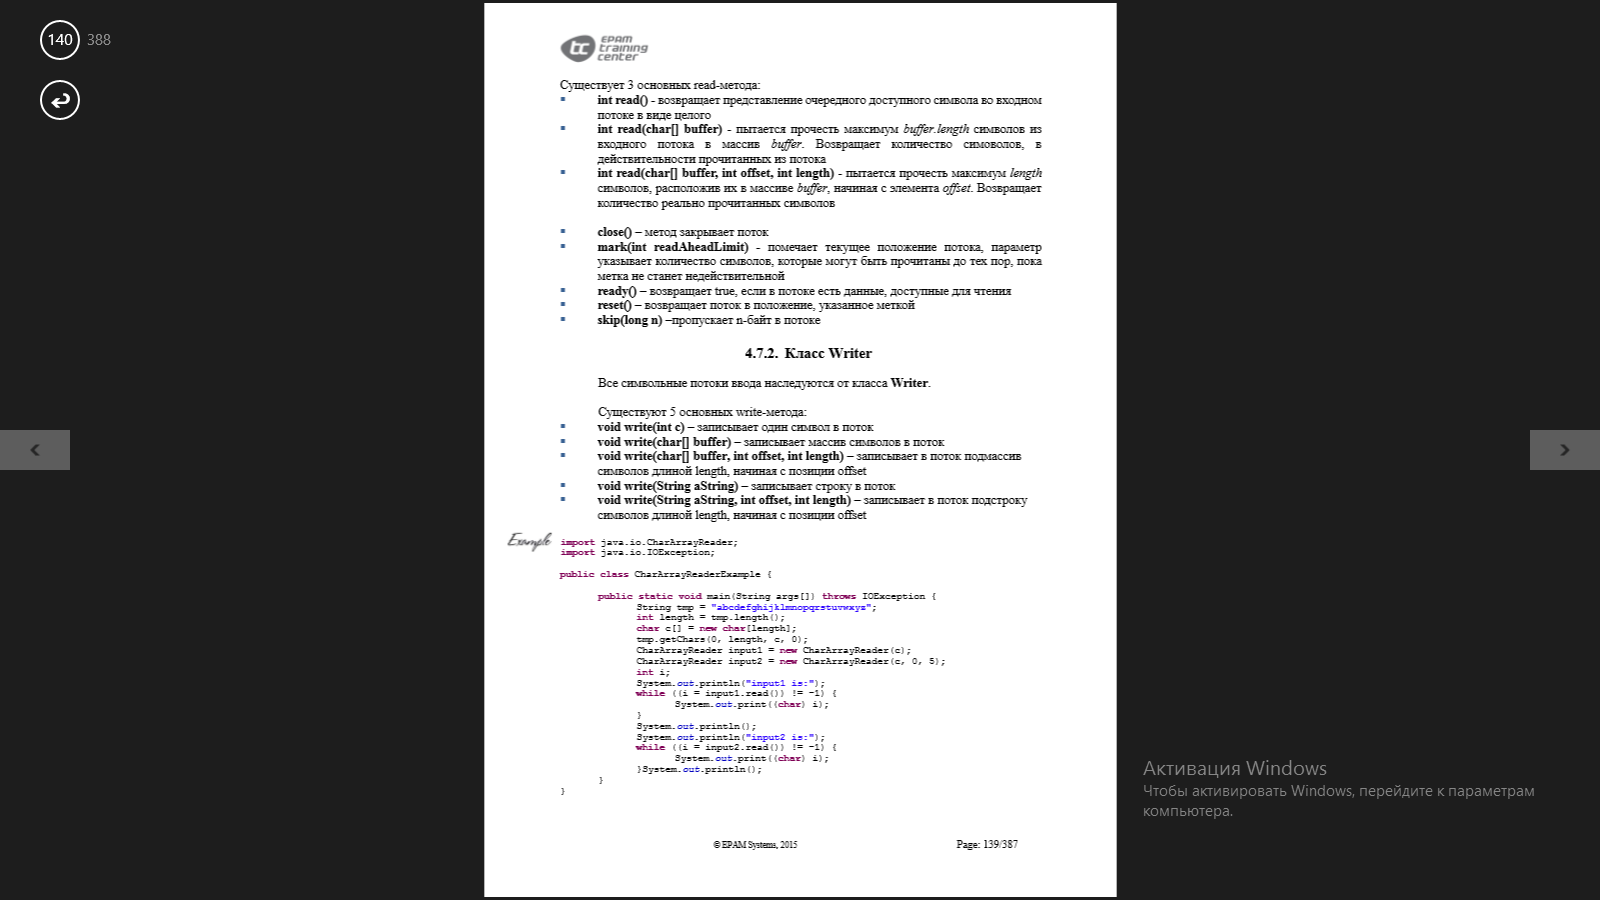 140 388
EPAM
training
center
tc
Существует 3 основных read-метода:
▪ int read() - возвращает представление очередного доступного символа во входном
потоке в виде целого
▪ int read(char[] buffer) - пытается прочесть максимум buffer.length символов из
входного потока в массив buffer. Возвращает количество симоволов, в
действительности прочитанных из потока
▪ int read(char[] buffer, int offset, int length) - пытается прочесть максимум length
символов, расположив их в массиве buffer, начиная с элемента offset. Возвращает
количество реально прочитанных символов
▪ close() – метод закрывает поток
▪ mark(int readAheadLimit) - помечает текущее положение потока, параметр
указывает количество символов, которые могут быть прочитаны до тех пор, пока
метка не станет недействительной
▪ ready() – возвращает true, если в потоке есть данные, доступные для чтения
▪ reset() – возвращает поток в положение, указанное меткой
▪ skip(long n) –пропускает n-байт в потоке
4.7.2. Класс Writer
Все символьные потоки ввода наследуются от класса Writer.
Существуют 5 основных write-метода:
▪ void write(int c) – записывает один символ в поток
▪ void write(char[] buffer) – записывает массив символов в поток
▪ void write(char[] buffer, int offset, int length) – записывает в поток подмассив
символов длиной length, начиная с позиции offset
▪ void write(String aString) – записывает строку в поток
▪ void write(String aString, int offset, int length) – записывает в поток подстроку
символов длиной length, начиная с позиции offset
Example
import java.io.CharArrayReader;
import java.io.IOException;
public class CharArrayReaderExample {
public static void main(String args[]) throws IOException {
String tmp = "abcdefghijklmnopqrstuvwxyz";
int length = tmp.length();
char c[] = new char[length];
tmp.getChars(0, length, c, 0);
CharArrayReader input1 = new CharArrayReader(c);
CharArrayReader input2 = new CharArrayReader(c, 0, 5);
int i;
System.out.println("input1 is:");
while ((i = input1.read()) != -1) {
System.out.print((char) i);
}
System.out.println();
System.out.println("input2 is:");
while ((i = input2.read()) != -1) {
System.out.print((char) i);
}System.out.println();
}
}
© EPAM Systems, 2015 Page: 139/387
Активация Windows
Чтобы активировать Windows, перейдите к параметрам
компьютера.